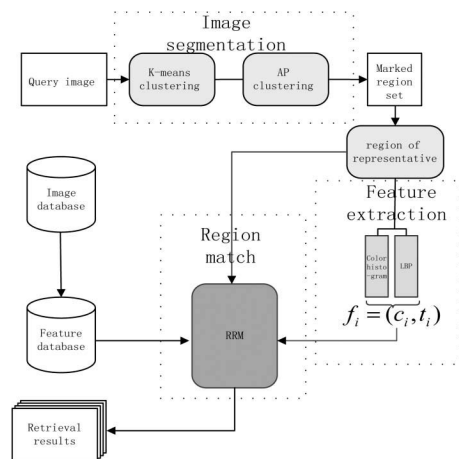 Image
segmentation
Query image
K-means
clustering
AP
clustering
Marked
region
set
region of
representative
Image
database
Feature
extraction
Region
match
Color
histo
-gram
LBP
f_i = (c_i, t_i)
Feature
database
RRM
Retrieval
results